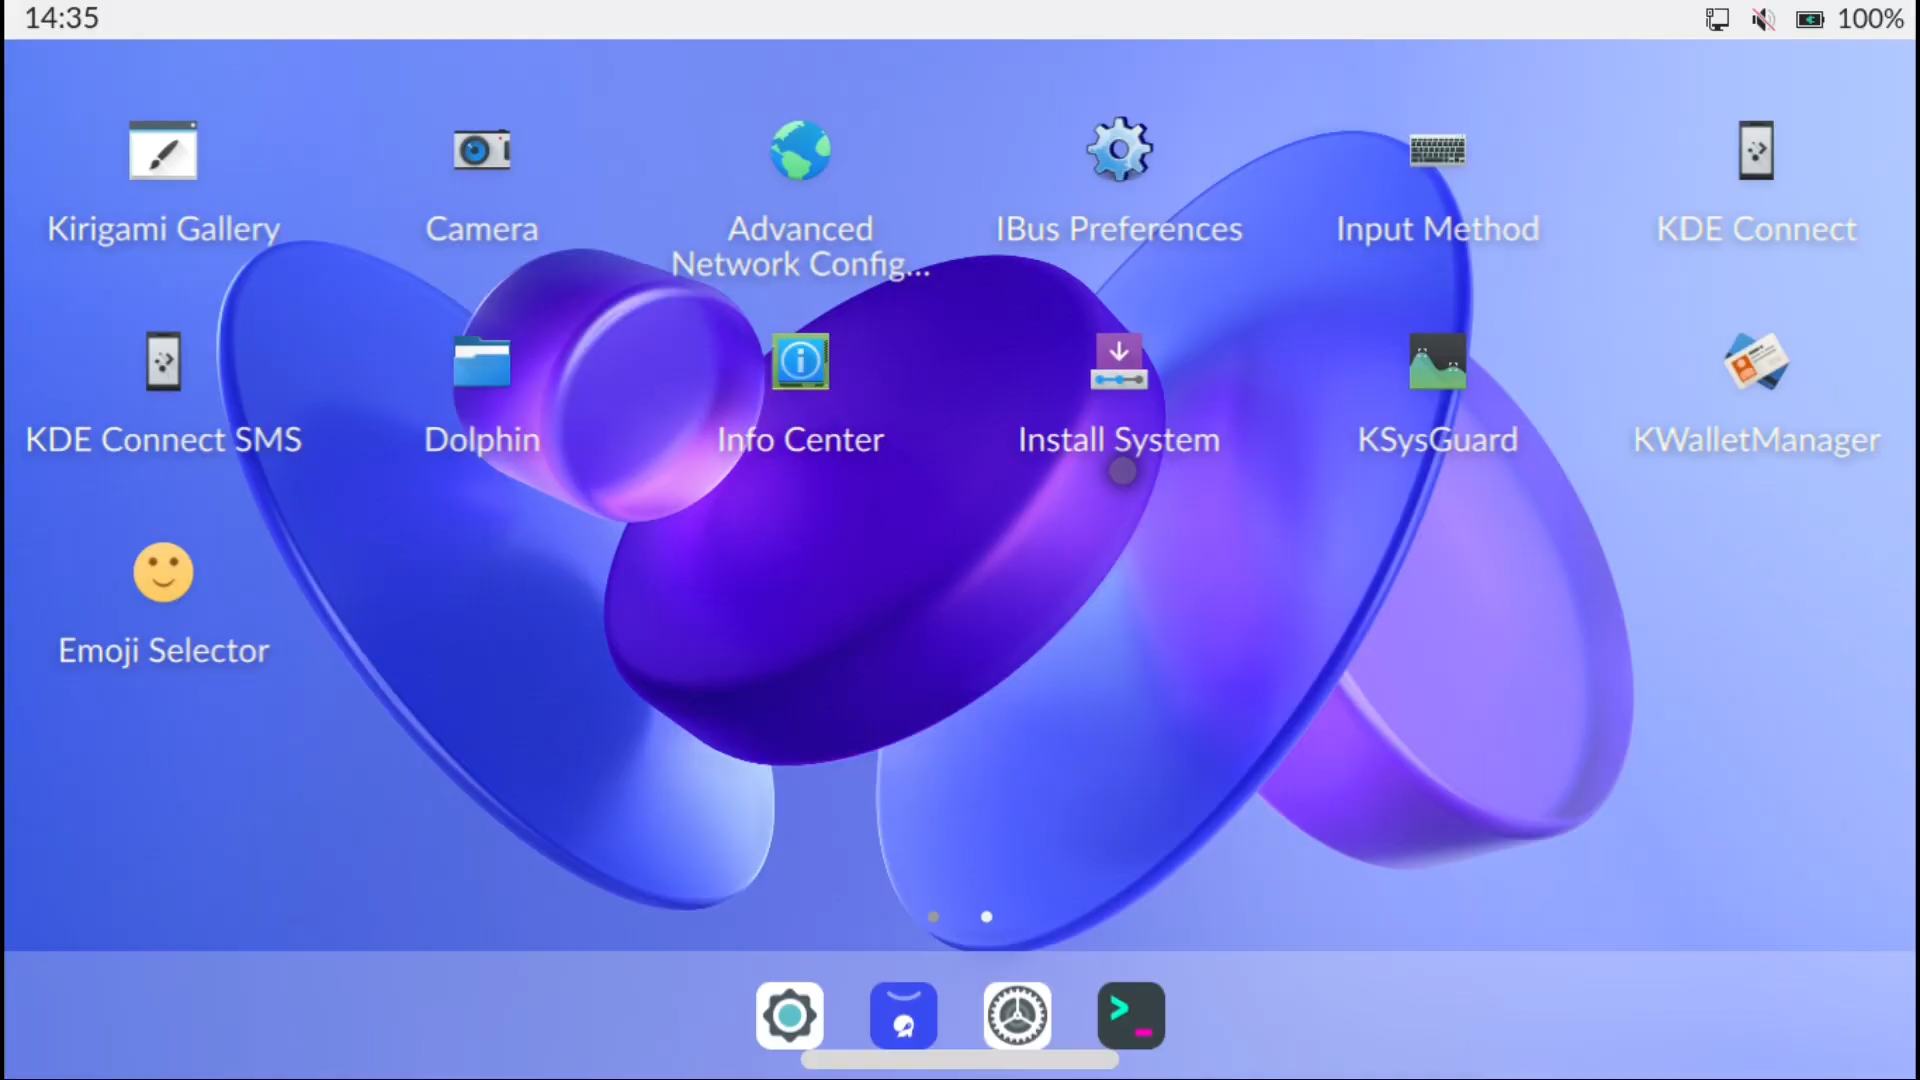 14:35
100%
Kirigami Gallery
Camera
Advanced
Network Config...
IBus Preferences
Input Method
KDE Connect
KDE Connect SMS
Dolphin
Info Center
Install System
KSysGuard
KWalletManager
Emoji Selector